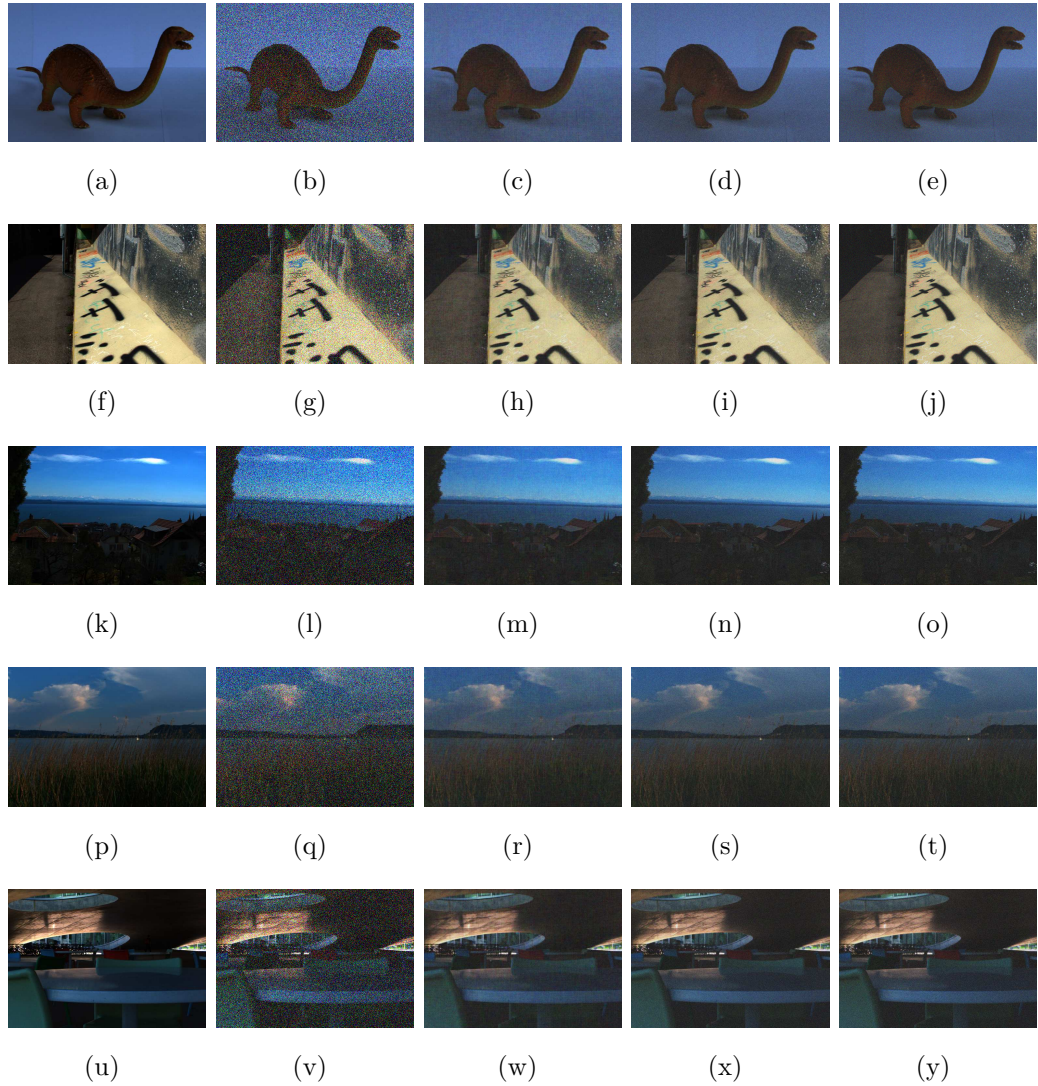 (a) (b) (c) (d) (e)
(f) (g) (h) (i) (j)
(k) (l) (m) (n) (o)
(p) (q) (r) (s) (t)
(u) (v) (w) (x) (y)